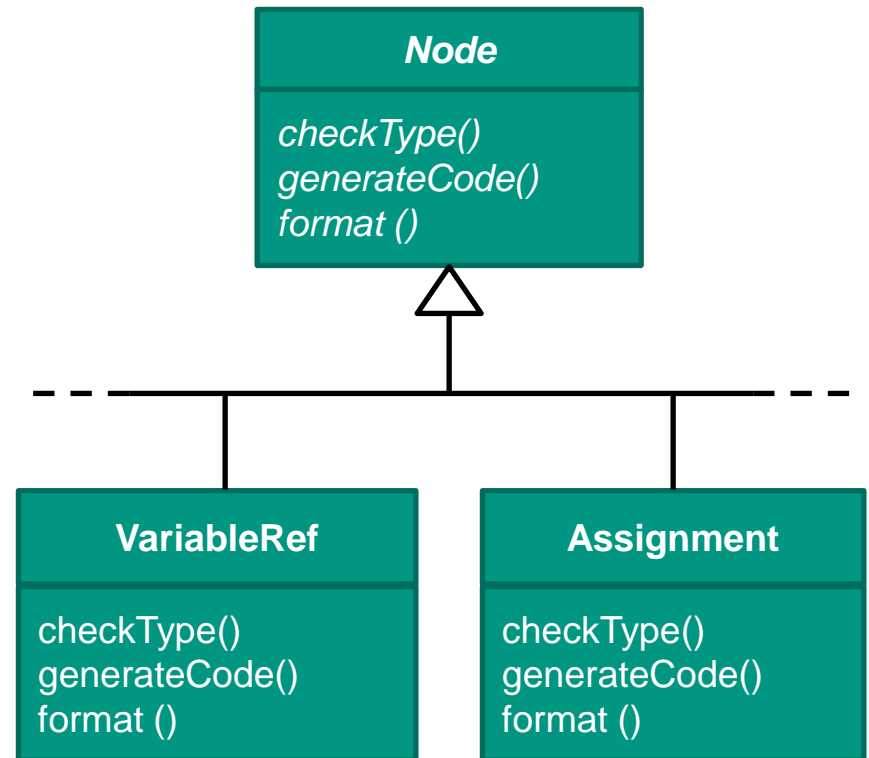 Node
checkType()
generateCode()
format ()
VariableRef
checkType()
generateCode()
format ()
Assignment
checkType()
generateCode()
format ()